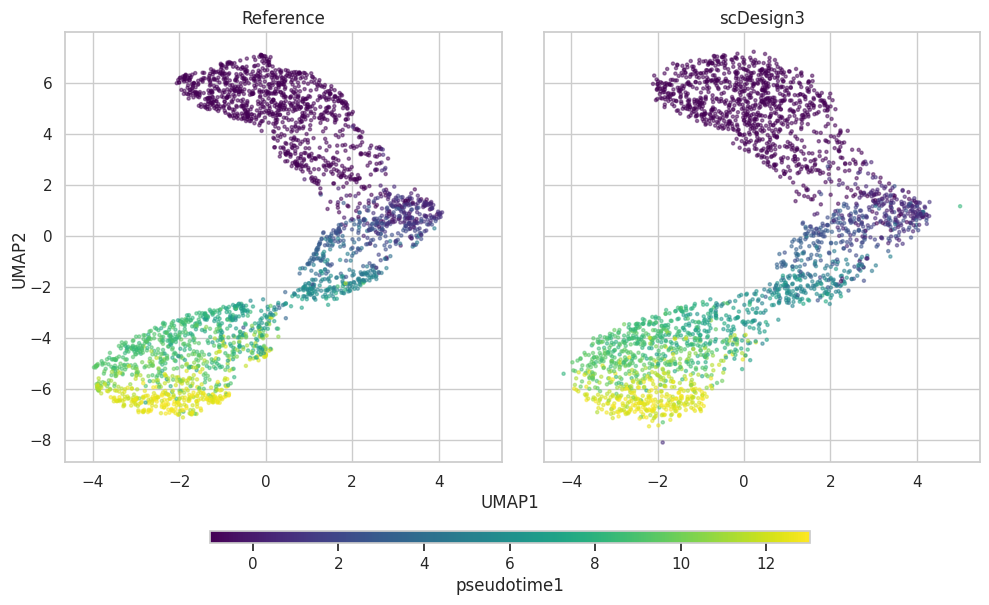 Reference
scDesign3
6
4
2
0
−2
−4
−6
−8
UMAP2
−4 −2 0 2 4
−4 −2 0 2 4
UMAP1
0 2 4 6 8 10 12
pseudotime1